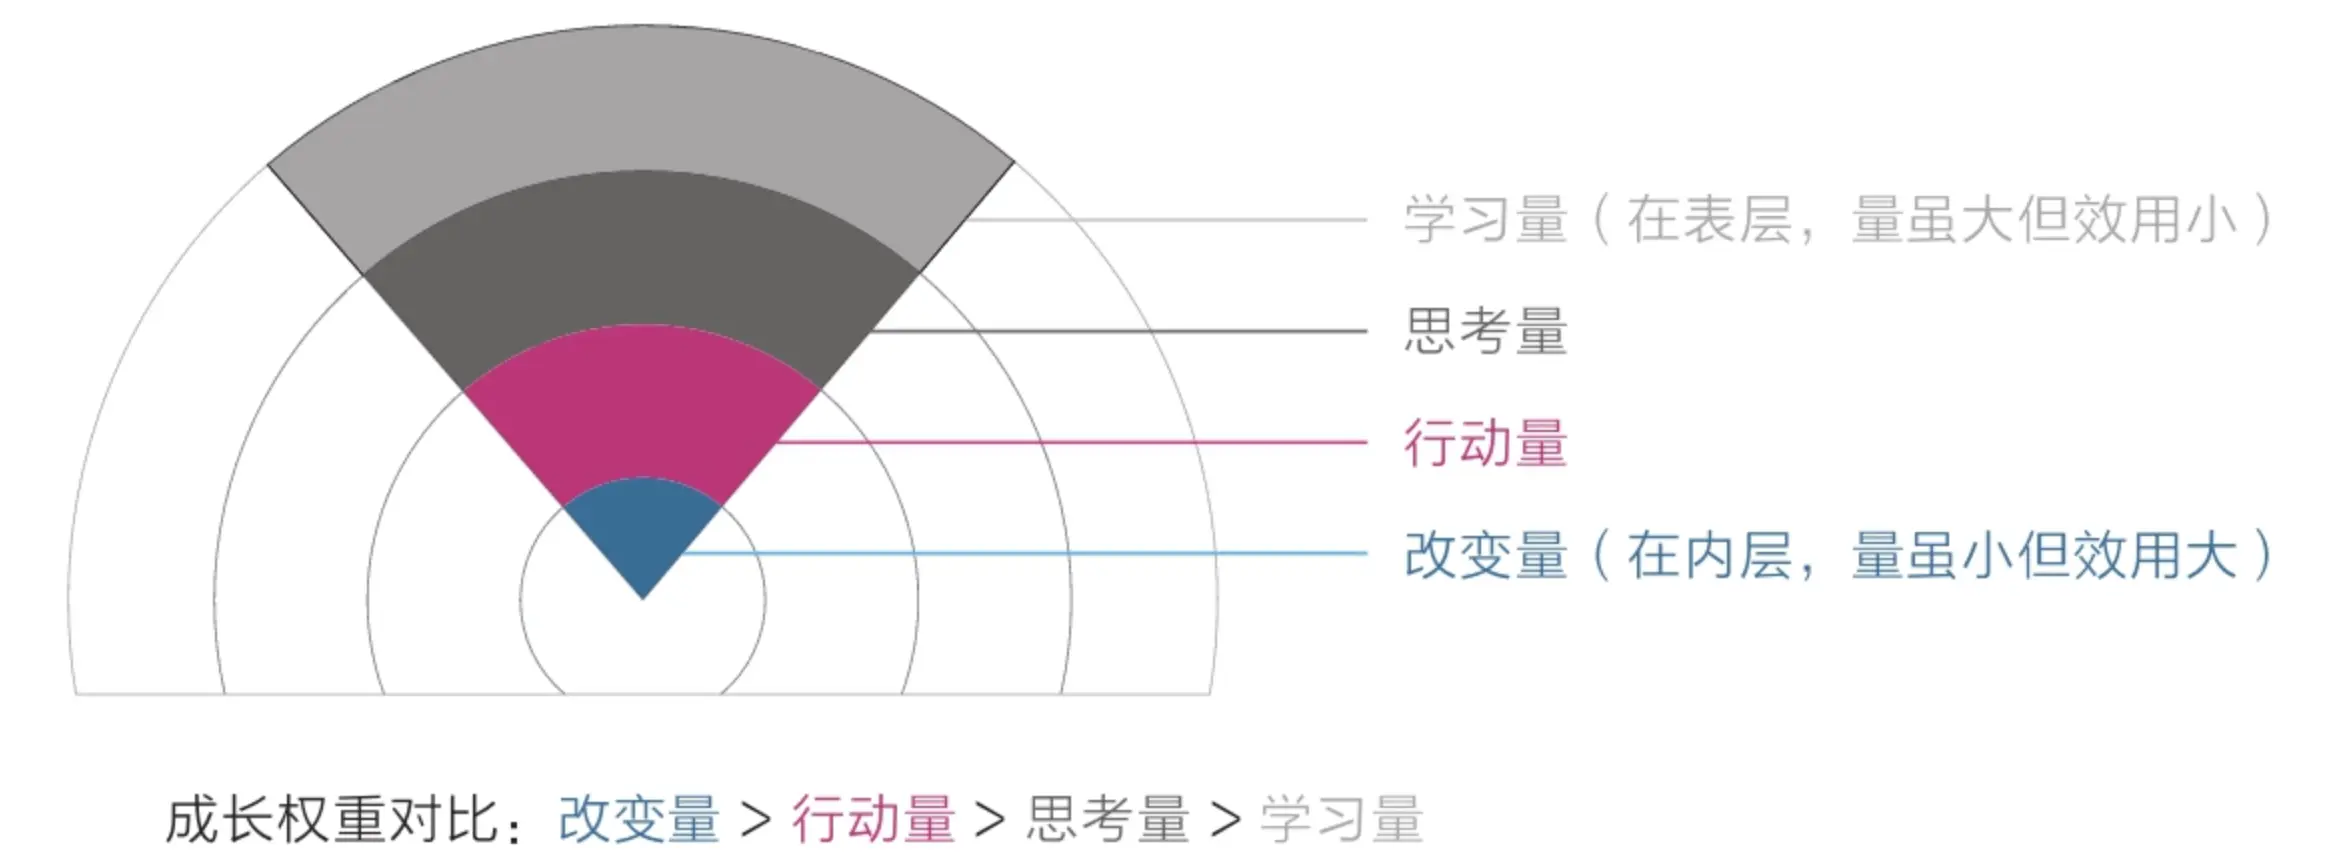 学习量（在表层，量虽大但效用小）
思考量
行动量
改变量（在内层，量虽小但效用大）
成长权重对比：改变量 > 行动量 > 思考量 > 学习量